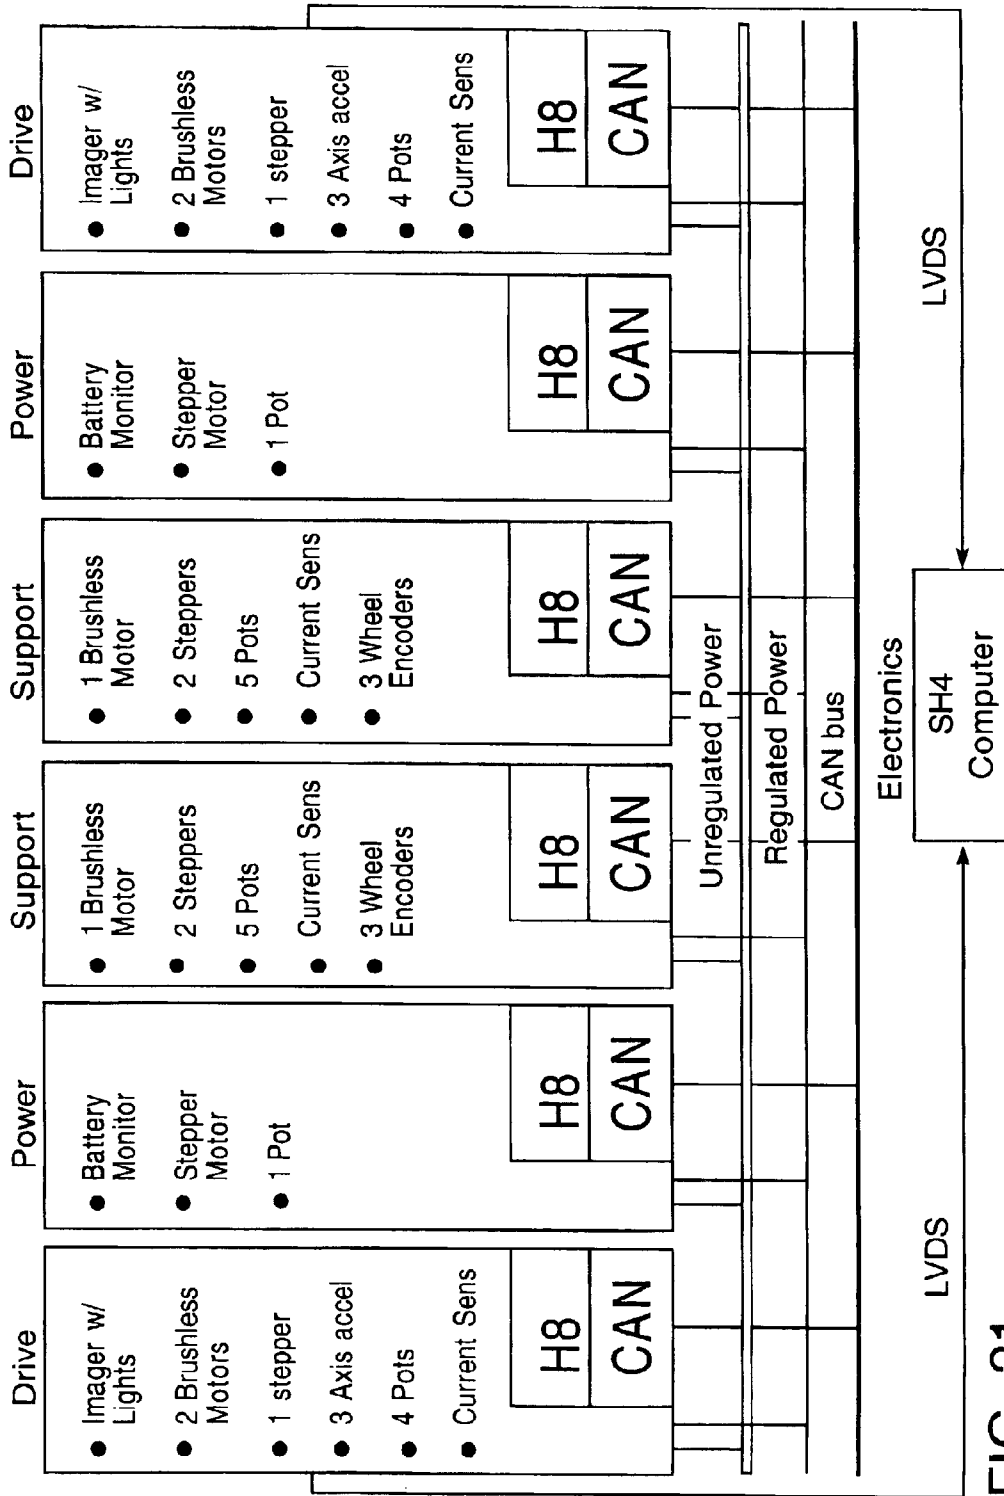 Drive
Imager w/
Lights
2 Brushless
Motors
1 stepper
3 Axis accel
4 Pots
Current Sens
H8
CAN
Power
Battery
Monitor
Stepper
Motor
1 Pot
H8
CAN
Support
1 Brushless
Motor
2 Steppers
5 Pots
Current Sens
3 Wheel
Encoders
H8
CAN
Support
1 Brushless
Motor
2 Steppers
5 Pots
Current Sens
3 Wheel
Encoders
H8
CAN
Power
Battery
Monitor
Stepper
Motor
1 Pot
H8
CAN
Drive
Imager w/
Lights
2 Brushless
Motors
1 stepper
3 Axis accel
4 Pots
Current Sens
H8
CAN
Unregulated Power
Regulated Power
CAN bus
LVDS
Electronics
SH4
Computer
LVDS
FIG. 21